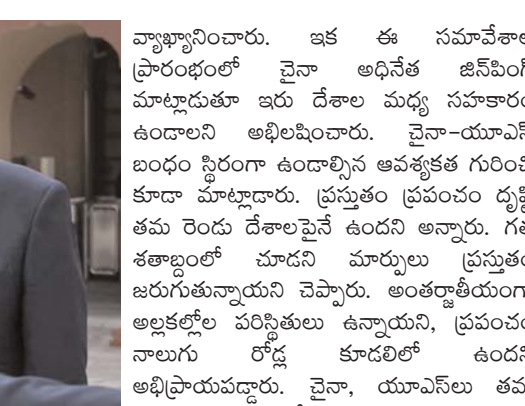 వ్యాఖ్యానించారు. ఇక ఈ సమావేశాల
ప్రారంభంలో చైనా అధినేత జిన్‌పింగ్
మాట్లాడుతూ ఇరు దేశాల మధ్య సహకారం
ఉండాలని అభిలషించారు. చైనా-యూఎస్
బంధం స్థిరంగా ఉండాల్సిన ఆవశ్యకత గురించి
కూడా మాట్లాడారు. ప్రస్తుతం ప్రపంచం దృష్టి
తమ రెండు దేశాలపైనే ఉందని అన్నారు. గత
శతాబ్దంలో చూడని మార్పులు ప్రస్తుతం
జరుగుతున్నాయని చెప్పారు. అంతర్జాతీయంగా
అల్లకల్లోల పరిస్థితులు ఉన్నాయని, ప్రపంచం
నాలుగు రోడ్ల కూడలిలో ఉందని
అభిప్రాయపడ్డారు. చైనా, యూఎస్‌లు తమ